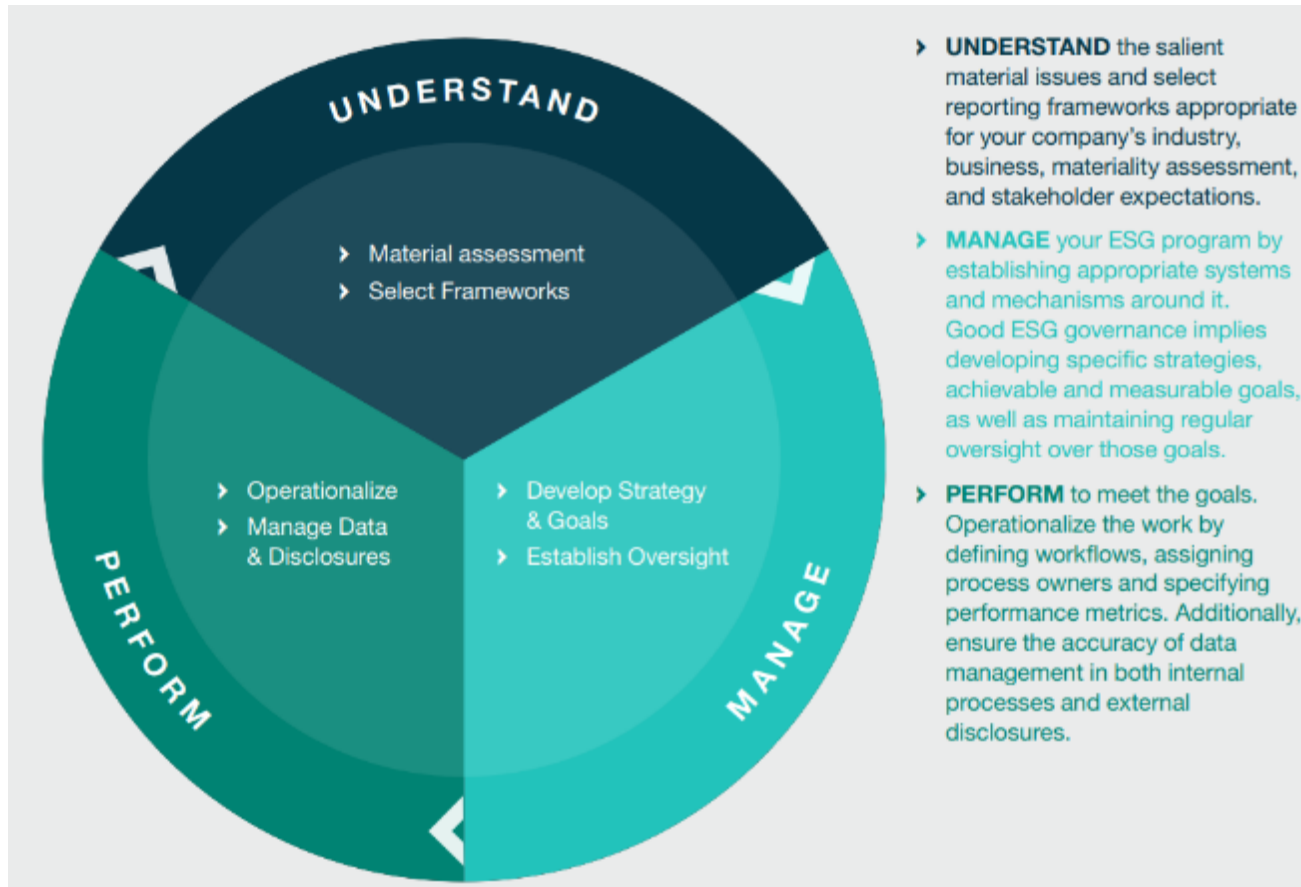 UNDERSTAND
Material assessment
Select Frameworks
Operationalize
Manage Data
& Disclosures
Develop Strategy
& Goals
Establish Oversight
PERFORM
MANAGE
UNDERSTAND the salient
material issues and select
reporting frameworks appropriate
for your company's industry,
business, materiality assessment,
and stakeholder expectations.
MANAGE your ESG program by
establishing appropriate systems
and mechanisms around it.
Good ESG governance implies
developing specific strategies,
achievable and measurable goals,
as well as maintaining regular
oversight over those goals.
PERFORM to meet the goals.
Operationalize the work by
defining workflows, assigning
process owners and specifying
performance metrics. Additionally,
ensure the accuracy of data
management in both internal
processes and external
disclosures.